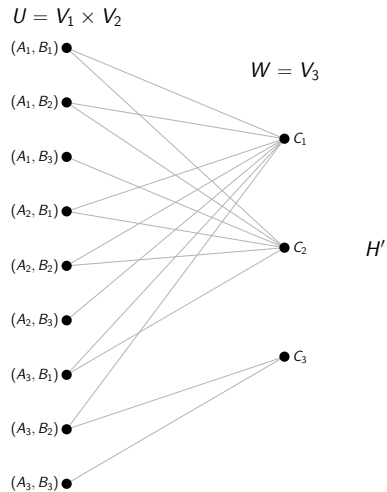 U = V₁ × V₂
(A₁, B₁)
W = V₃
(A₁, B₂)
C₁
(A₁, B₃)
(A₂, B₁)
C₂
H′
(A₂, B₂)
(A₂, B₃)
C₃
(A₃, B₁)
(A₃, B₂)
(A₃, B₃)